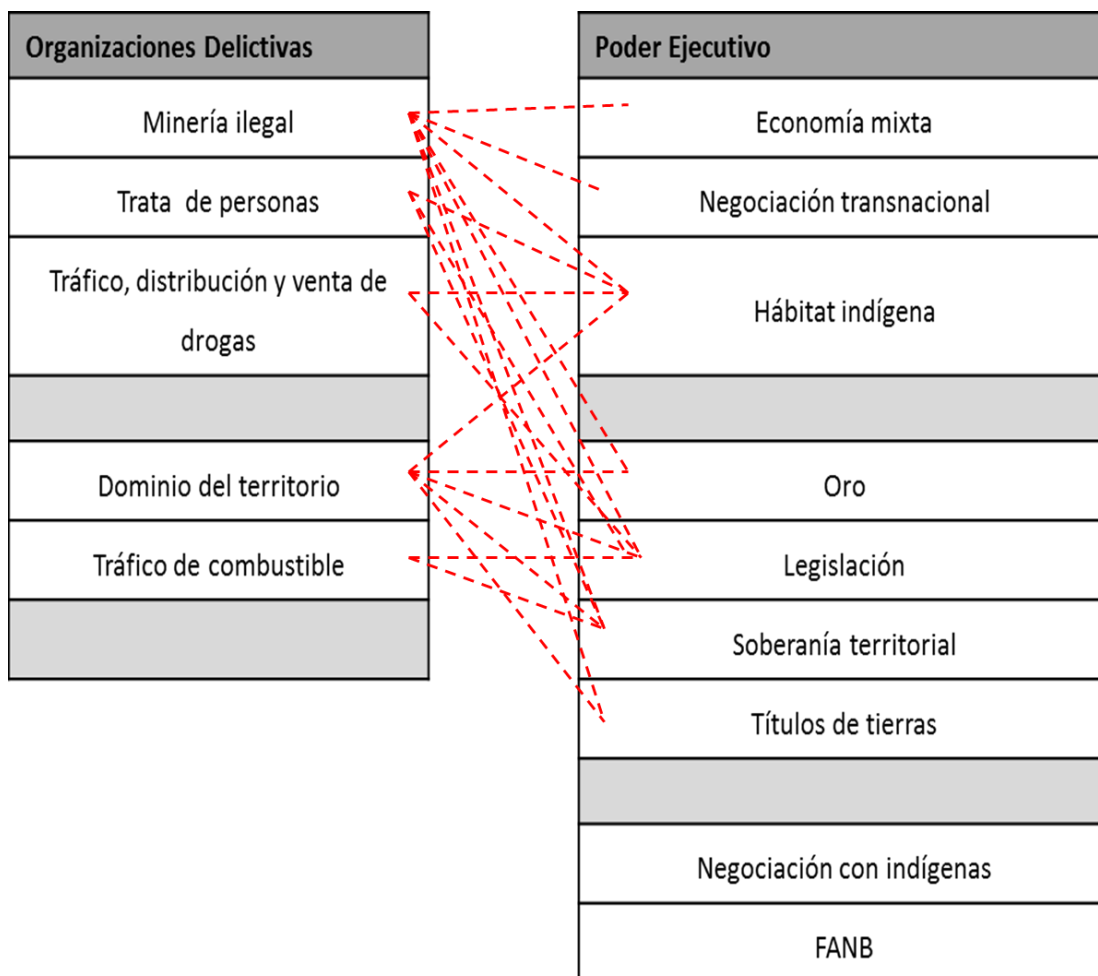 Organizaciones Delictivas
Minería ilegal
Trata de personas
Tráfico, distribución y venta de
drogas
Dominio del territorio
Tráfico de combustible
Poder Ejecutivo
Economía mixta
Negociación transnacional
Hábitat indígena
Oro
Legislación
Soberanía territorial
Títulos de tierras
Negociación con indígenas
FANB